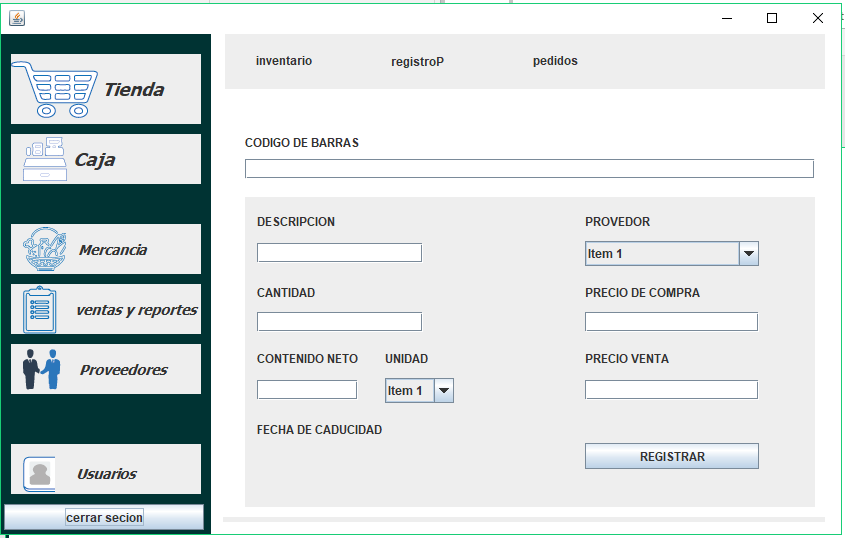 Tienda
Caja
Mercancia
ventas y reportes
Proveedores
Usuarios
cerrar secion
inventario
registroP
pedidos
CODIGO DE BARRAS
DESCRIPCION
PROVEDOR
Item 1
CANTIDAD
PRECIO DE COMPRA
CONTENIDO NETO
UNIDAD
PRECIO VENTA
Item 1
FECHA DE CADUCIDAD
REGISTRAR